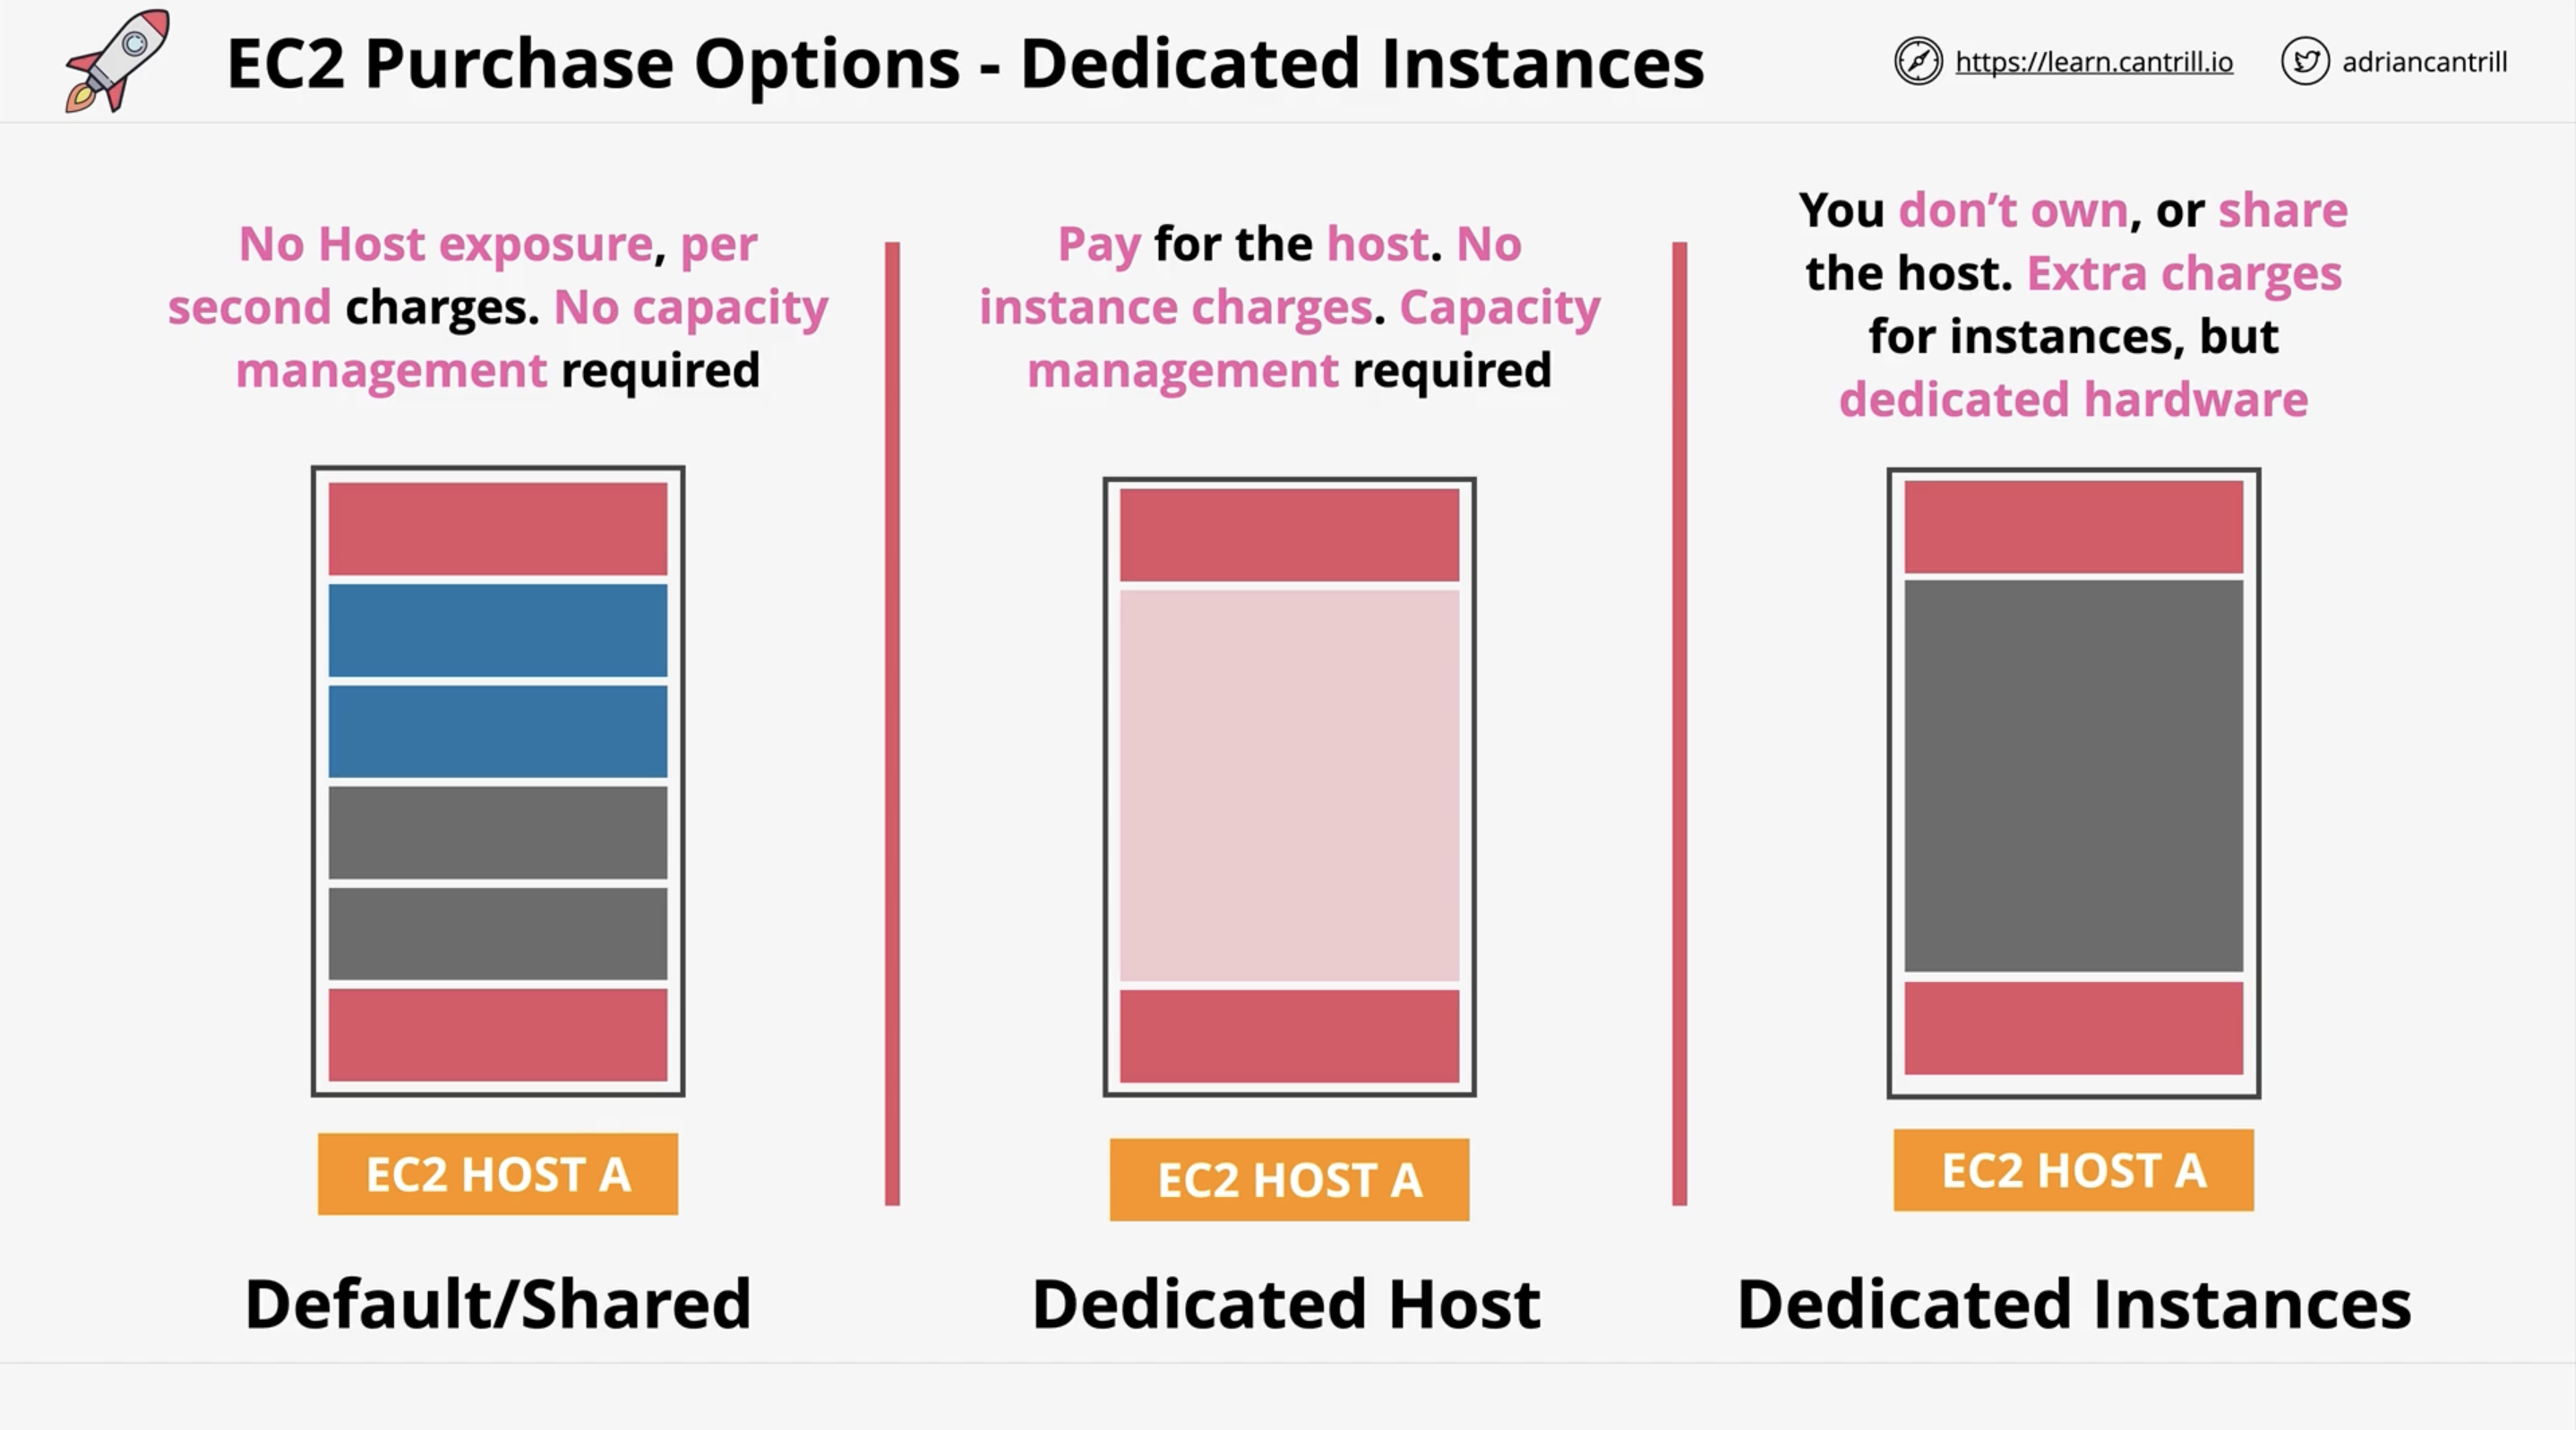 EC2 Purchase Options - Dedicated Instances
https://learn.cantrill.io
adriancantrill
No Host exposure, per
second charges. No capacity
management required
Pay for the host. No
instance charges. Capacity
management required
You don’t own, or share
the host. Extra charges
for instances, but
dedicated hardware
EC2 HOST A
EC2 HOST A
EC2 HOST A
Default/Shared
Dedicated Host
Dedicated Instances